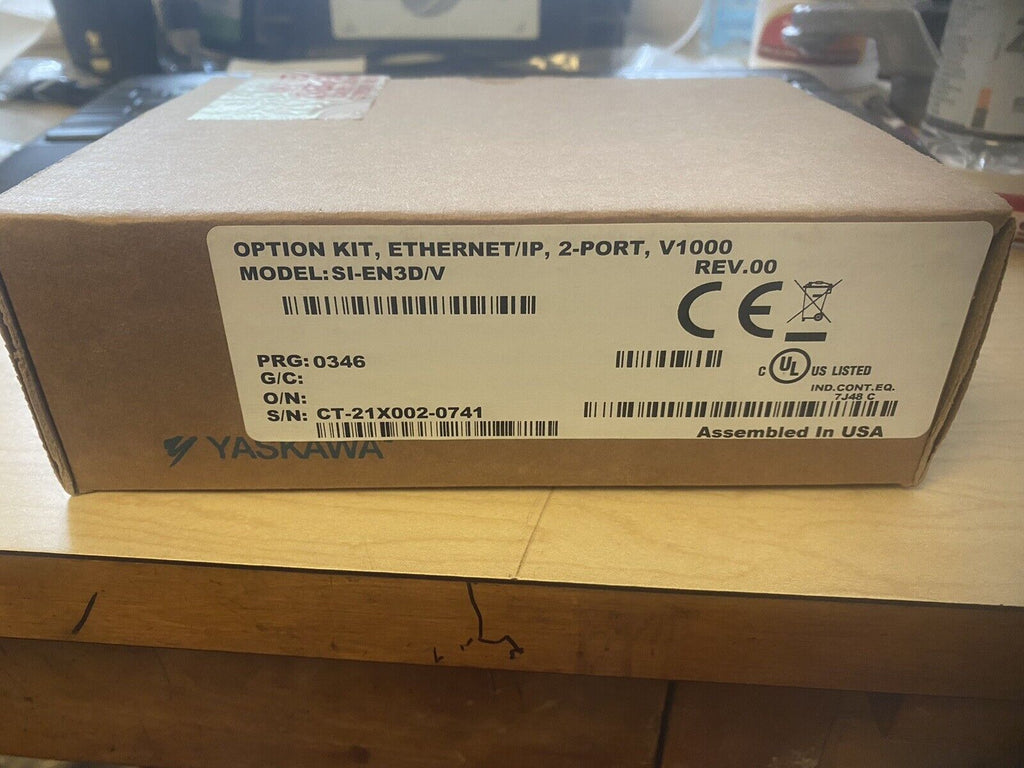 OPTION KIT, ETHERNET/IP, 2-PORT, V1000
MODEL: SI-EN3D/V
REV.00
CE
PRG: 0346
G/C:
O/N:
S/N: CT-21X002-0741
C UL US LISTED
IND.CONT.EQ.
7J48 C
Assembled In USA
YASKAWA